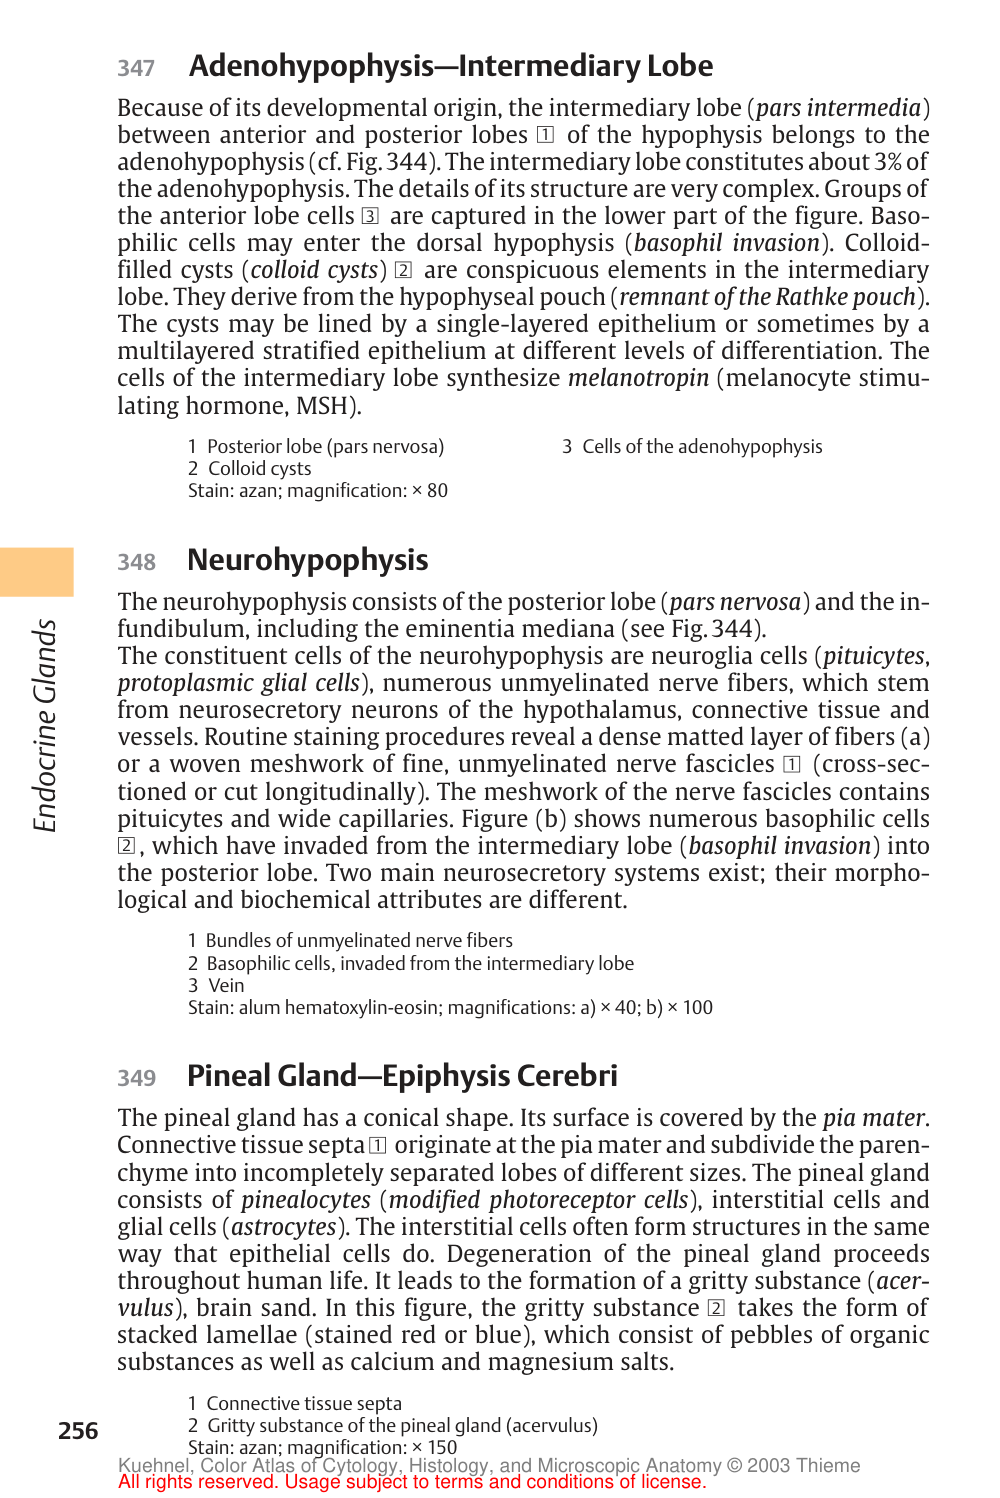 347 Adenohypophysis—Intermediary Lobe
Because of its developmental origin, the intermediary lobe (pars intermedia)
between anterior and posterior lobes 1 of the hypophysis belongs to the
adenohypophysis (cf. Fig. 344). The intermediary lobe constitutes about 3% of
the adenohypophysis. The details of its structure are very complex. Groups of
the anterior lobe cells 3 are captured in the lower part of the figure. Baso-
philic cells may enter the dorsal hypophysis (basophil invasion). Colloid-
filled cysts (colloid cysts) 2 are conspicuous elements in the intermediary
lobe. They derive from the hypophyseal pouch (remnant of the Rathke pouch).
The cysts may be lined by a single-layered epithelium or sometimes by a
multilayered stratified epithelium at different levels of differentiation. The
cells of the intermediary lobe synthesize melanotropin (melanocyte stimu-
lating hormone, MSH).
1 Posterior lobe (pars nervosa)
2 Colloid cysts
3 Cells of the adenohypophysis
Stain: azan; magnification: × 80
348 Neurohypophysis
The neurohypophysis consists of the posterior lobe (pars nervosa) and the in-
fundibulum, including the eminentia mediana (see Fig. 344).
The constituent cells of the neurohypophysis are neuroglia cells (pituicytes,
protoplasmic glial cells), numerous unmyelinated nerve fibers, which stem
from neurosecretory neurons of the hypothalamus, connective tissue and
vessels. Routine staining procedures reveal a dense matted layer of fibers (a)
or a woven meshwork of fine, unmyelinated nerve fascicles 1 (cross-sec-
tioned or cut longitudinally). The meshwork of the nerve fascicles contains
pituicytes and wide capillaries. Figure (b) shows numerous basophilic cells
2, which have invaded from the intermediary lobe (basophil invasion) into
the posterior lobe. Two main neurosecretory systems exist; their morpho-
logical and biochemical attributes are different.
1 Bundles of unmyelinated nerve fibers
2 Basophilic cells, invaded from the intermediary lobe
3 Vein
Stain: alum hematoxylin-eosin; magnifications: a) × 40; b) × 100
Endocrine Glands
349 Pineal Gland—Epiphysis Cerebri
The pineal gland has a conical shape. Its surface is covered by the pia mater.
Connective tissue septa 1 originate at the pia mater and subdivide the paren-
chyme into incompletely separated lobes of different sizes. The pineal gland
consists of pinealocytes (modified photoreceptor cells), interstitial cells and
glial cells (astrocytes). The interstitial cells often form structures in the same
way that epithelial cells do. Degeneration of the pineal gland proceeds
throughout human life. It leads to the formation of a gritty substance (acer-
vulus), brain sand. In this figure, the gritty substance 2 takes the form of
stacked lamellae (stained red or blue), which consist of pebbles of organic
substances as well as calcium and magnesium salts.
1 Connective tissue septa
2 Gritty substance of the pineal gland (acervulus)
Stain: azan; magnification: × 150
256
Kuehnel, Color Atlas of Cytology, Histology, and Microscopic Anatomy © 2003 Thieme
All rights reserved. Usage subject to terms and conditions of license.